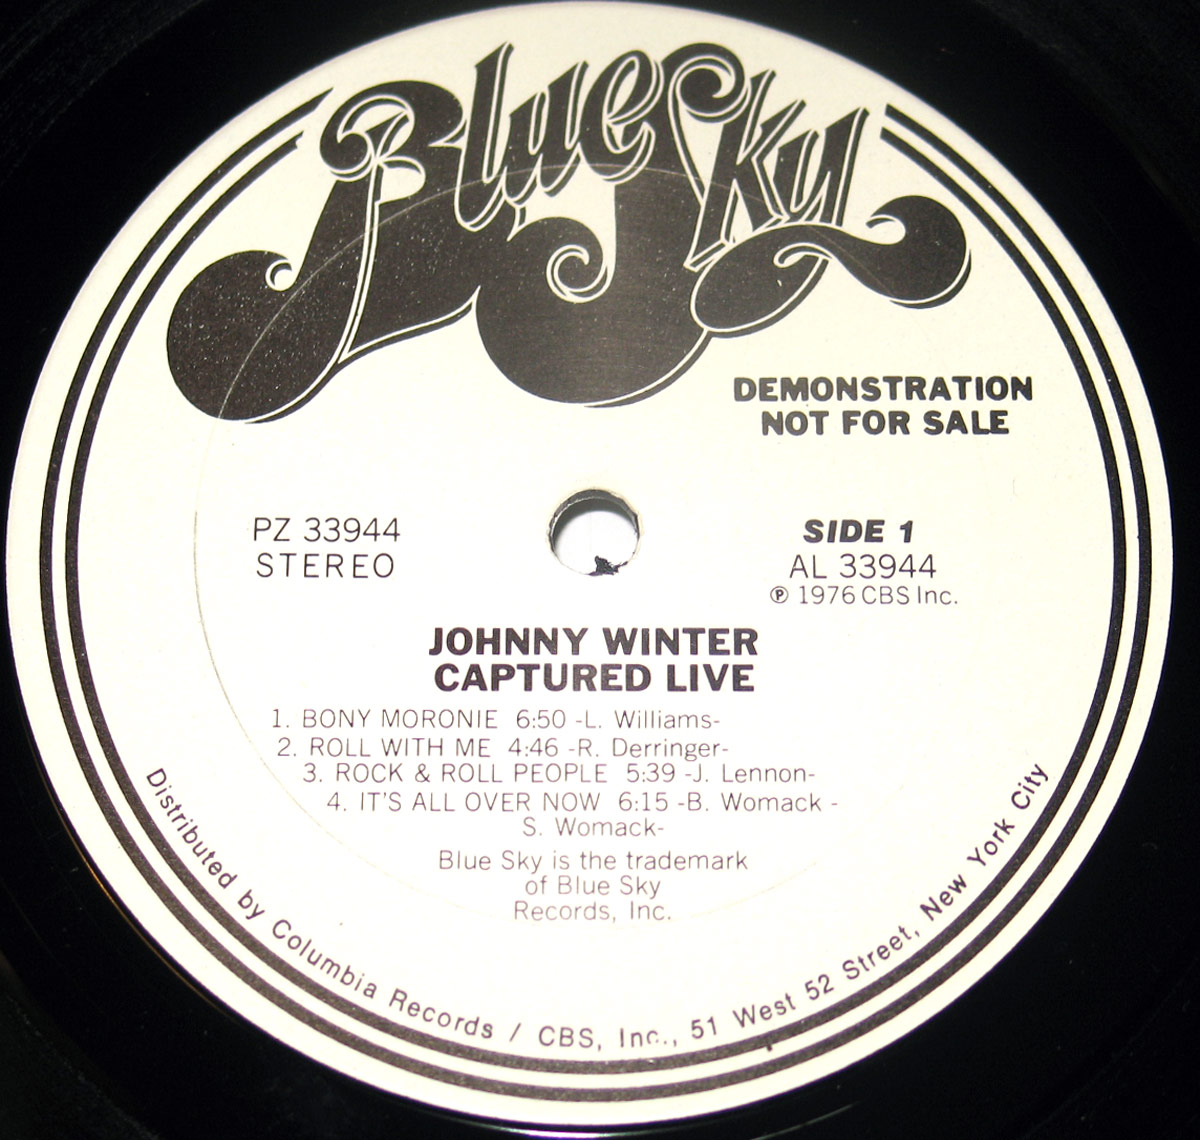 Blue Sky
DEMONSTRATION
NOT FOR SALE
PZ 33944
STEREO
SIDE 1
AL 33944
℗ 1976 CBS Inc.
JOHNNY WINTER
CAPTURED LIVE
1. BONY MORONIE 6:50 -L. Williams-
2. ROLL WITH ME 4:46 -R. Derringer-
3. ROCK & ROLL PEOPLE 5:39 -J. Lennon-
4. IT'S ALL OVER NOW 6:15 -B. Womack -
S. Womack-
Blue Sky is the trademark
of Blue Sky
Records, Inc.
Distributed by Columbia Records / CBS, Inc., 51 West 52 Street, New York City